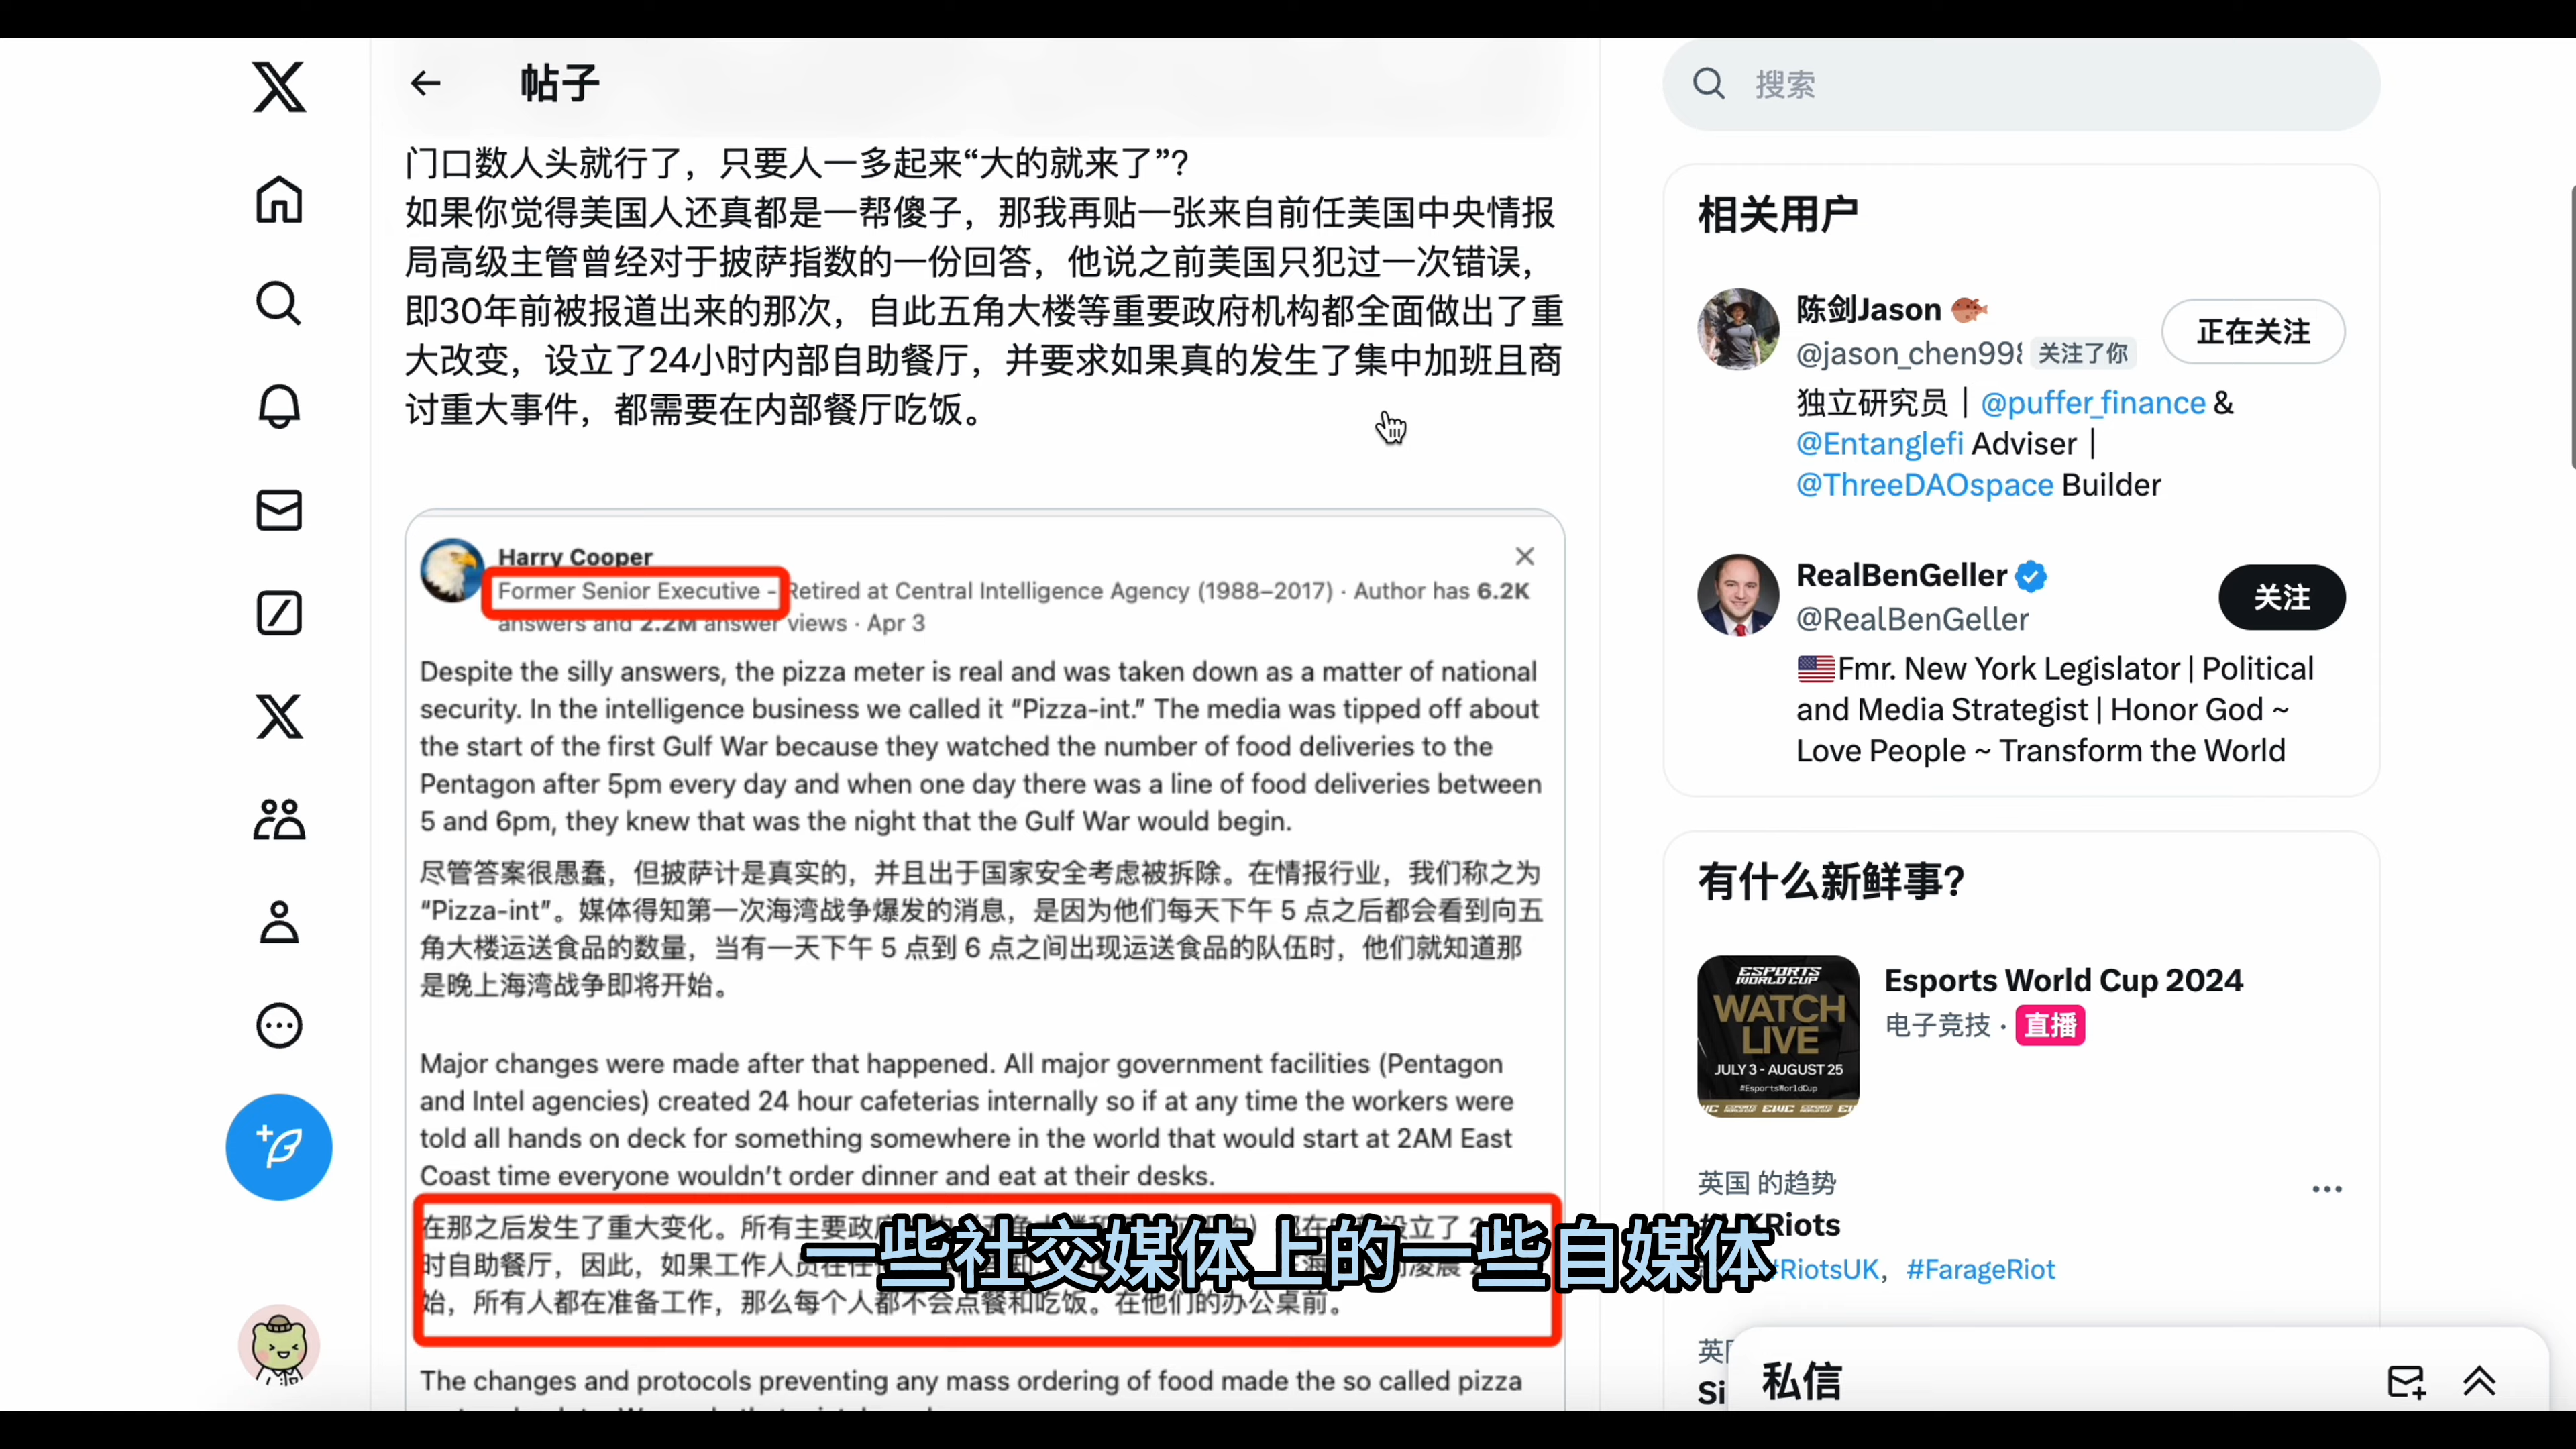 帖子
门口数人头就行了，只要人一多起来“大的就来了”？
如果你觉得美国人还真都是一帮傻子，那我再贴一张来自前任美国中央情报
局高级主管曾经对于披萨指数的一份回答，他说之前美国只犯过一次错误，
即30年前被报道出来的那次，自此五角大楼等重要政府机构都全面做出了重
大改变，设立了24小时内部自助餐厅，并要求如果真的发生了集中加班且商
讨重大事件，都需要在内部餐厅吃饭。
Harry Cooper
Former Senior Executive - Retired at Central Intelligence Agency (1988–2017) · Author has 6.2K
answers and 2.2M answer views · Apr 3
Despite the silly answers, the pizza meter is real and was taken down as a matter of national
security. In the intelligence business we called it “Pizza-int.” The media was tipped off about
the start of the first Gulf War because they watched the number of food deliveries to the
Pentagon after 5pm every day and when one day there was a line of food deliveries between
5 and 6pm, they knew that was the night that the Gulf War would begin.
尽管答案很愚蠢，但披萨计是真实的，并且出于国家安全考虑被拆除。在情报行业，我们称之为
“Pizza-int”。媒体得知第一次海湾战争爆发的消息，是因为他们每天下午 5 点之后都会看到向五
角大楼运送食品的数量，当有一天下午 5 点到 6 点之间出现运送食品的队伍时，他们就知道那
是晚上海湾战争即将开始。
Major changes were made after that happened. All major government facilities (Pentagon
and Intel agencies) created 24 hour cafeterias internally so if at any time the workers were
told all hands on deck for something somewhere in the world that would start at 2AM East
Coast time everyone wouldn’t order dinner and eat at their desks.
在那之后发生了重大变化。所有主要政
设立了 2
时自助餐厅，因此，如果工作人员在
始，所有人都在准备工作，那么每个人都不会点餐和吃饭。在他们的办公桌前。
The changes and protocols preventing any mass ordering of food made the so called pizza
一些社交媒体上的一些自媒体
搜索
相关用户
陈剑Jason
@jason_chen998 关注了你
正在关注
独立研究员｜@puffer_finance &
@Entanglefi Adviser｜
@ThreeDAOspace Builder
RealBenGeller
@RealBenGeller
关注
Fmr. New York Legislator | Political
and Media Strategist | Honor God ~
Love People ~ Transform the World
有什么新鲜事？
ESPORTS
WORLD CUP
WATCH
LIVE
JULY 3 - AUGUST 25
#EsportsWorldCup
Esports World Cup 2024
电子竞技 · 直播
英国 的趋势
Riots
#RiotsUK，#FarageRiot
英
Si
私信